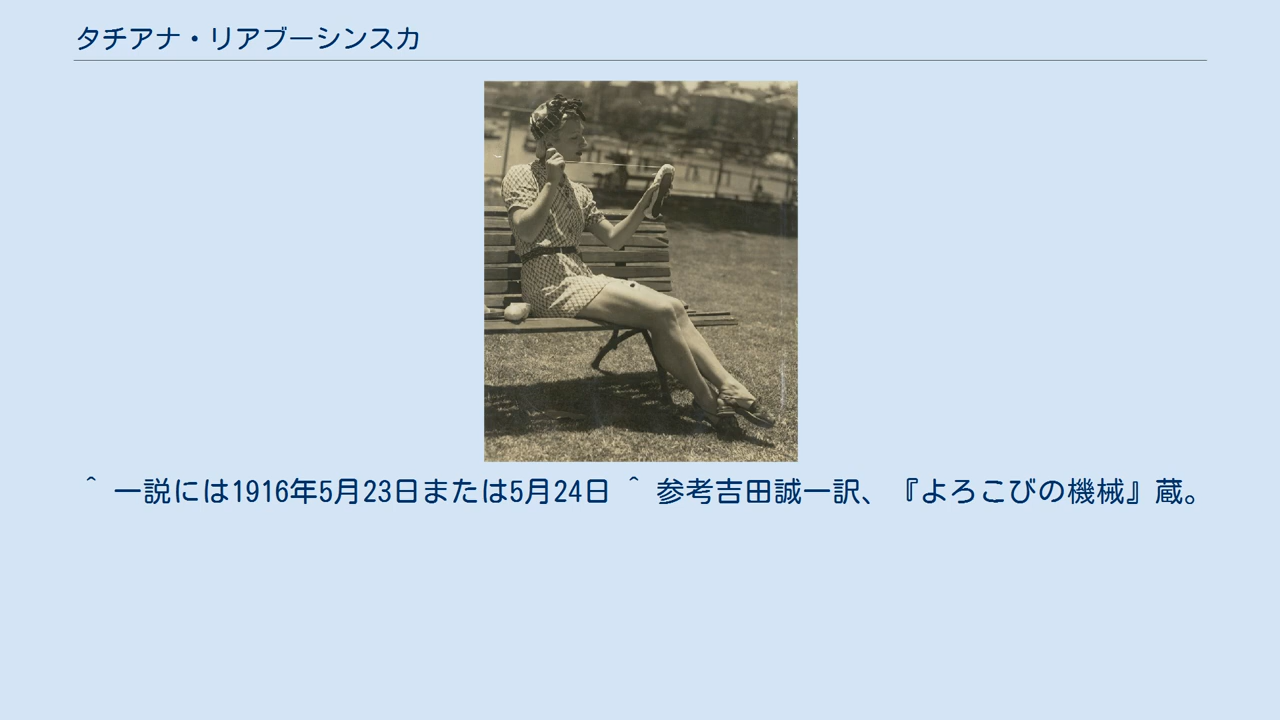 タチアナ・リアブーシンスカ
^ 一説には1916年5月23日または5月24日 ^ 参考吉田誠一訳、『よろこびの機械』蔵。